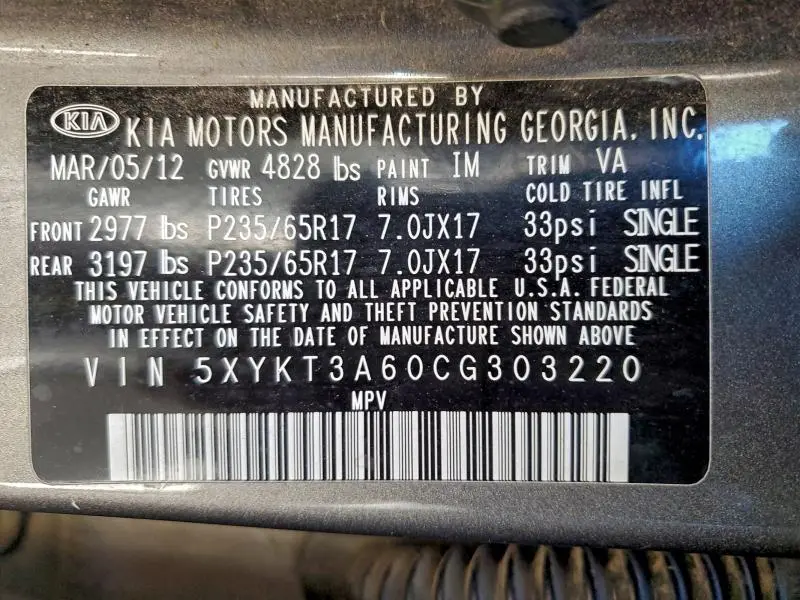 MANUFACTURED BY
KIA KIA MOTORS MANUFACTURING GEORGIA, INC.
MAR/05/12 GVWR 4828 lbs PAINT IM TRIM VA
GAWR TIRES RIMS COLD TIRE INFL
FRONT 2977 lbs P235/65R17 7.0JX17 33psi SINGLE
REAR 3197 lbs P235/65R17 7.0JX17 33psi SINGLE
THIS VEHICLE CONFORMS TO ALL APPLICABLE U.S.A. FEDERAL
MOTOR VEHICLE SAFETY AND THEFT PREVENTION STANDARDS
IN EFFECT ON THE DATE OF MANUFACTURE SHOWN ABOVE
VIN 5XYKT3A60CG303220
MPV